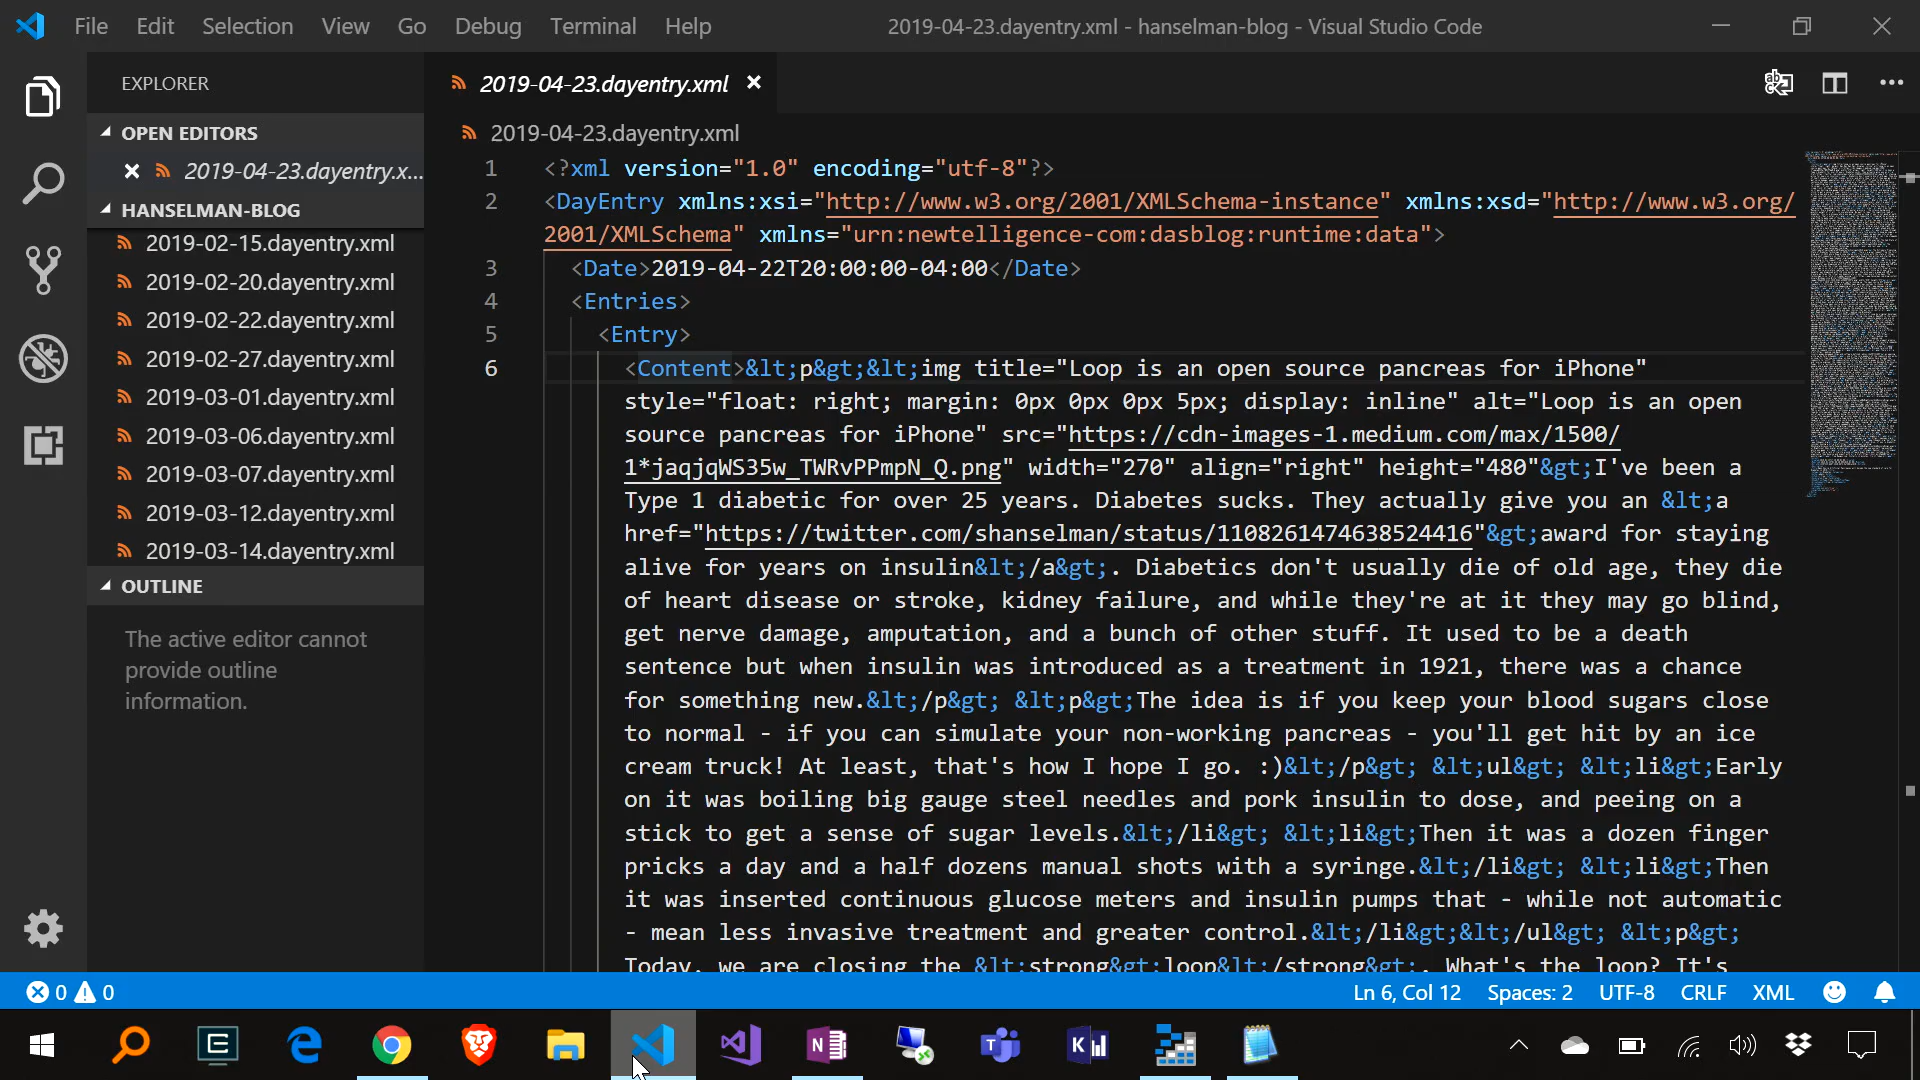 File Edit Selection View Go Debug Terminal Help 2019-04-23.dayentry.xml - hanselman-blog - Visual Studio Code
EXPLORER
OPEN EDITORS
2019-04-23.dayentry.x...
HANSELMAN-BLOG
2019-02-15.dayentry.xml
2019-02-20.dayentry.xml
2019-02-22.dayentry.xml
2019-02-27.dayentry.xml
2019-03-01.dayentry.xml
2019-03-06.dayentry.xml
2019-03-07.dayentry.xml
2019-03-12.dayentry.xml
2019-03-14.dayentry.xml
OUTLINE
The active editor cannot
provide outline
information.
2019-04-23.dayentry.xml
2019-04-23.dayentry.xml
1 <?xml version="1.0" encoding="utf-8"?>
2 <DayEntry xmlns:xsi="http://www.w3.org/2001/XMLSchema-instance" xmlns:xsd="http://www.w3.org/
2001/XMLSchema" xmlns="urn:newtelligence-com:dasblog:runtime:data">
3 <Date>2019-04-22T20:00:00-04:00</Date>
4 <Entries>
5 <Entry>
6 <Content>&lt;p&gt;&lt;img title="Loop is an open source pancreas for iPhone"
style="float: right; margin: 0px 0px 0px 5px; display: inline" alt="Loop is an open
source pancreas for iPhone" src="https://cdn-images-1.medium.com/max/1500/
1*jaqjqWS35w_TWRvPPmpN_Q.png" width="270" align="right" height="480"&gt;I've been a
Type 1 diabetic for over 25 years. Diabetes sucks. They actually give you an &lt;a
href="https://twitter.com/shanselman/status/1108261474638524416"&gt;award for staying
alive for years on insulin&lt;/a&gt;. Diabetics don't usually die of old age, they die
of heart disease or stroke, kidney failure, and while they're at it they may go blind,
get nerve damage, amputation, and a bunch of other stuff. It used to be a death
sentence but when insulin was introduced as a treatment in 1921, there was a chance
for something new.&lt;/p&gt; &lt;p&gt;The idea is if you keep your blood sugars close
to normal - if you can simulate your non-working pancreas - you'll get hit by an ice
cream truck! At least, that's how I hope I go. :)&lt;/p&gt; &lt;ul&gt; &lt;li&gt;Early
on it was boiling big gauge steel needles and pork insulin to dose, and peeing on a
stick to get a sense of sugar levels.&lt;/li&gt; &lt;li&gt;Then it was a dozen finger
pricks a day and a half dozens manual shots with a syringe.&lt;/li&gt; &lt;li&gt;Then
it was inserted continuous glucose meters and insulin pumps that - while not automatic
- mean less invasive treatment and greater control.&lt;/li&gt;&lt;/ul&gt; &lt;p&gt;
Today, we are closing the &lt;strong&gt;loop&lt;/strong&gt;. What's the loop? It's
0 0 Ln 6, Col 12 Spaces: 2 UTF-8 CRLF XML